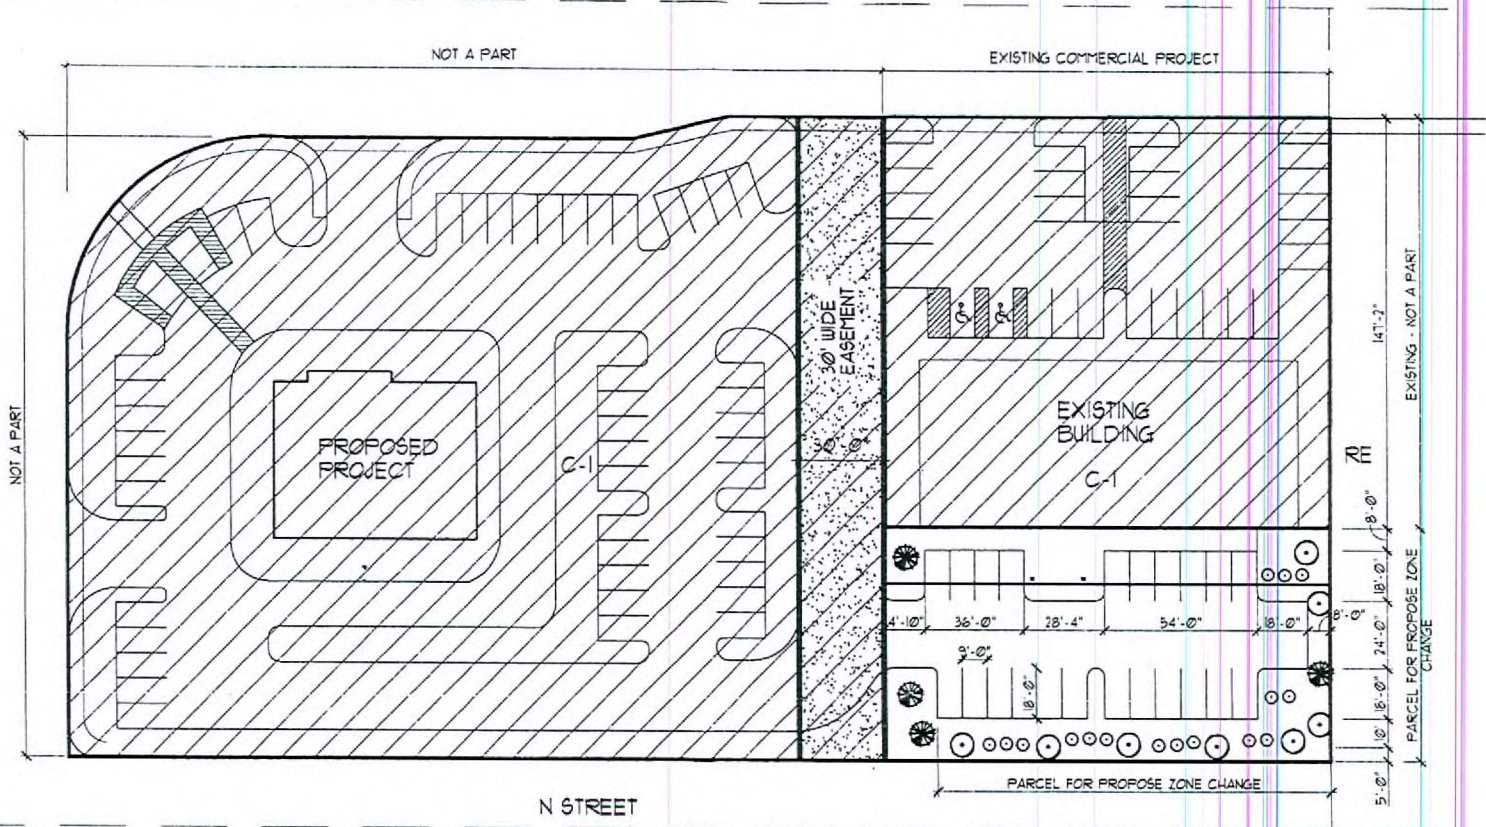 NOT A PART
EXISTING COMMERCIAL PROJECT
NOT A PART
PROPOSED
PROJECT
C-1
30' WIDE
EASEMENT
30'-0"
EXISTING
BUILDING
C-1
147'-2"
EXISTING - NOT A PART
8'-0"
18'-0"
24'-0"
18'-0"
10'
5'-0"
PARCEL FOR PROPOSE ZONE
CHANGE
4'-10"
36'-0"
28'-4"
54'-0"
18'-0"
8'-0"
9'-0"
18'-0"
PARCEL FOR PROPOSE ZONE CHANGE
N STREET